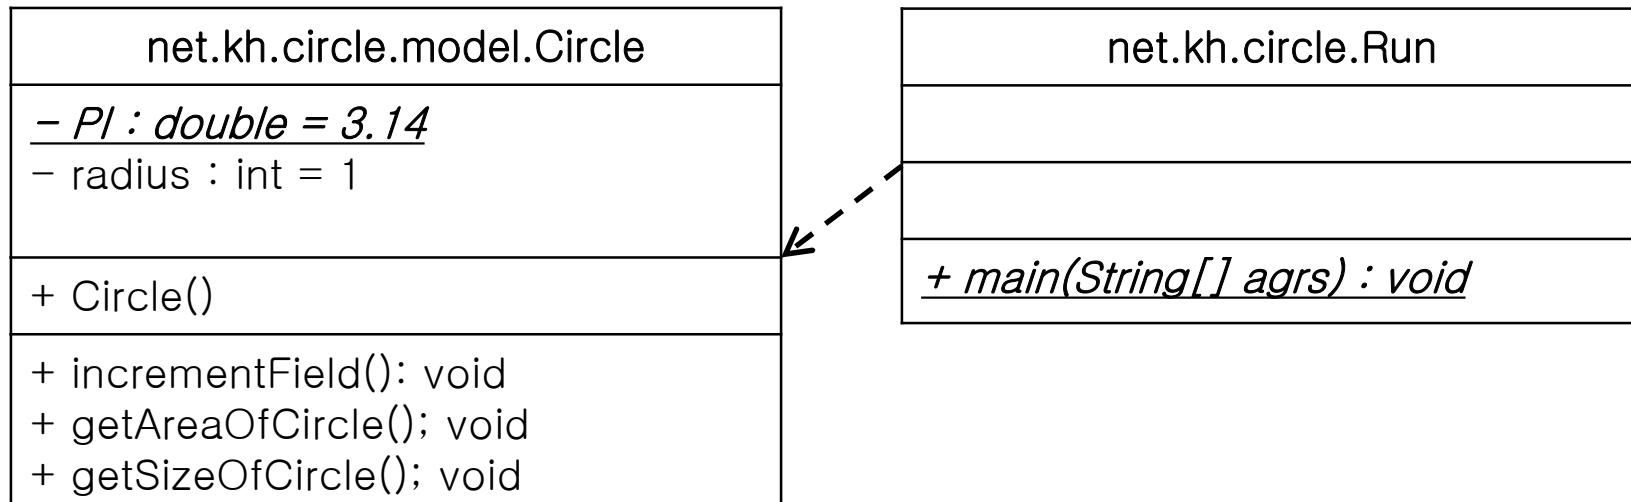 net.kh.circle.model.Circle
- PI : double = 3.14
- radius : int = 1
+ Circle()
+ incrementField(): void
+ getAreaOfCircle(); void
+ getSizeOfCircle(); void
net.kh.circle.Run
+ main(String[] agrs) : void